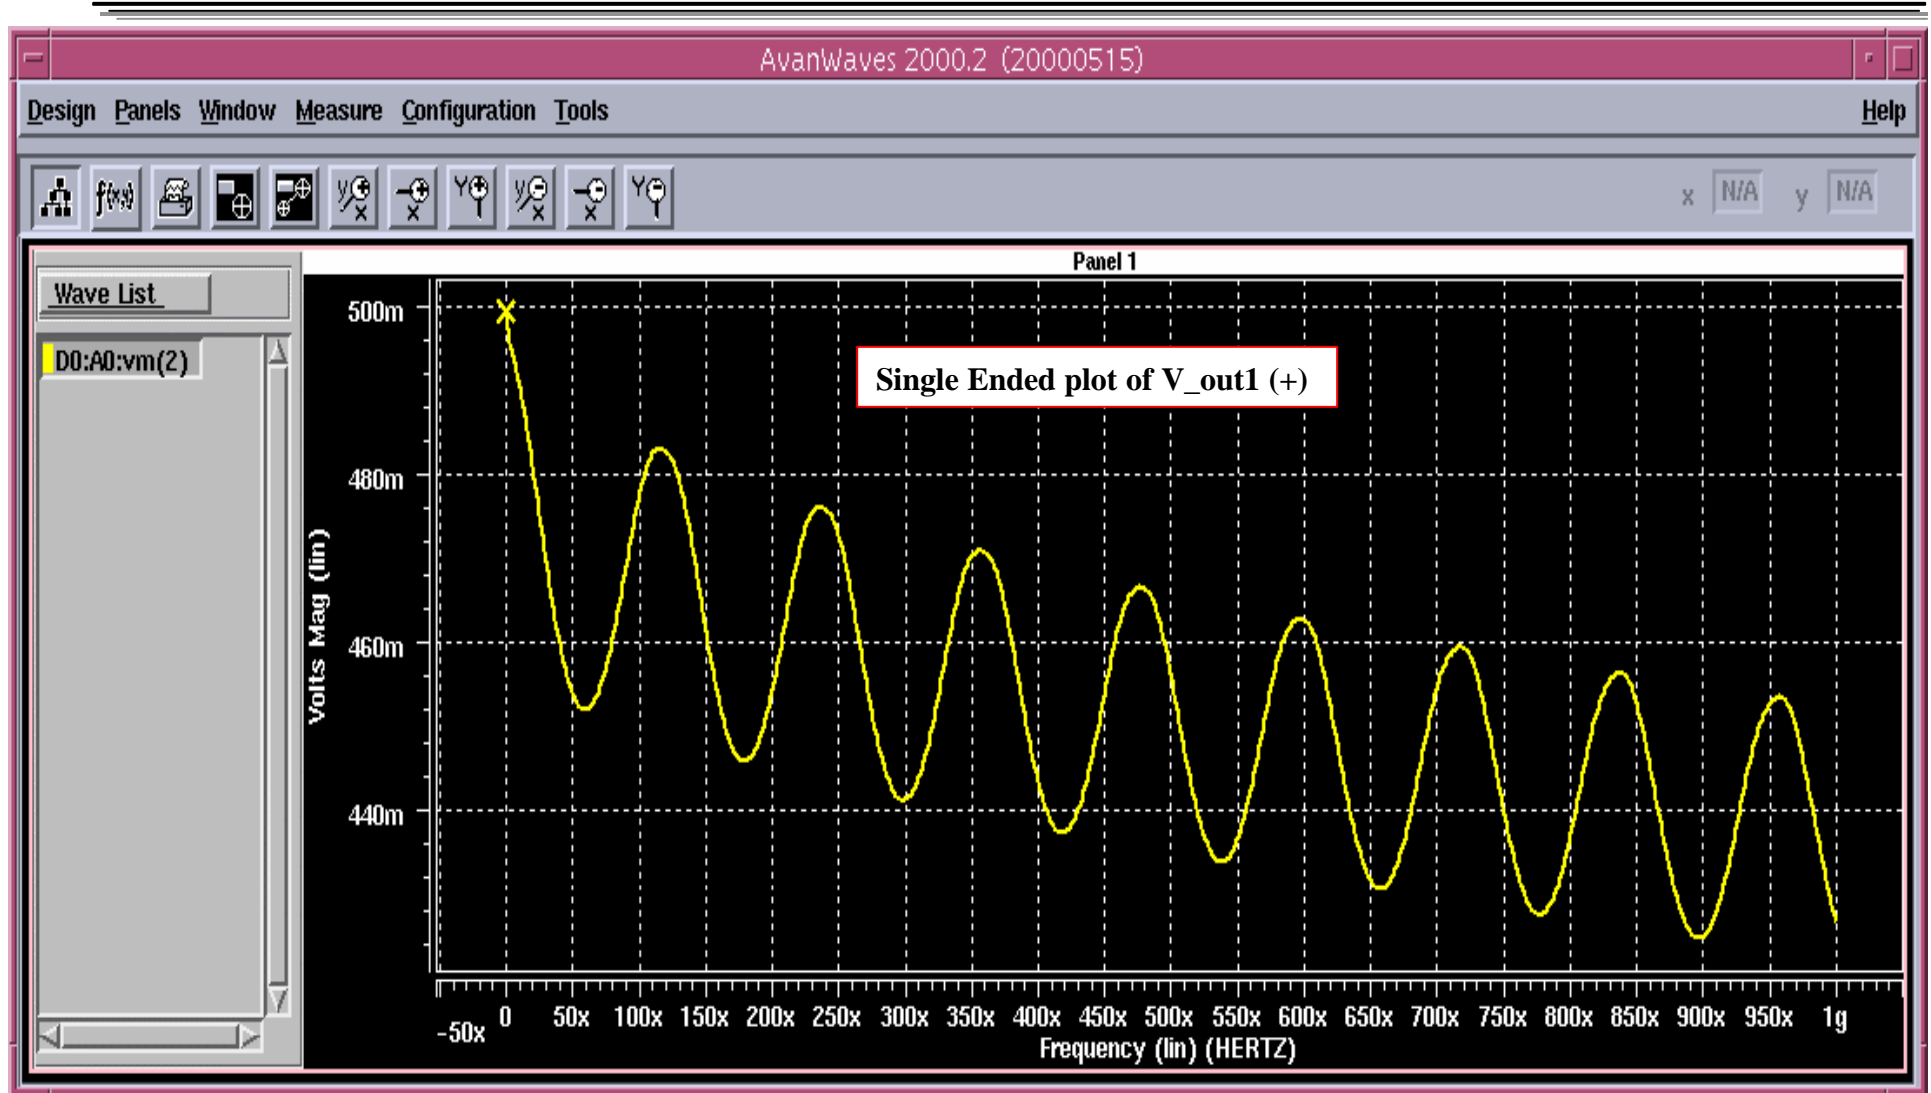 AvanWaves 2000.2 (20000515)
Design Panels Window Measure Configuration Tools Help
f(x,y) y x x Y y x x Y x N/A y N/A
Panel 1
Wave List
D0:A0:vm(2)
Single Ended plot of V_out1 (+)
500m
480m
460m
440m
Volts Mag (lin)
-50x 0 50x 100x 150x 200x 250x 300x 350x 400x 450x 500x 550x 600x 650x 700x 750x 800x 850x 900x 950x 1g
Frequency (lin) (HERTZ)